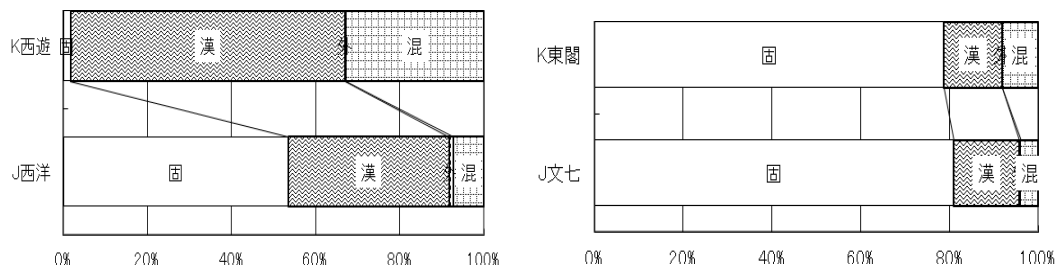 K西遊 固 漢 外 混
J西洋 固 漢 外 混
0% 20% 40% 60% 80% 100%
K東閣 固 漢 外 混
J文七 固 漢 混
0% 20% 40% 60% 80% 100%